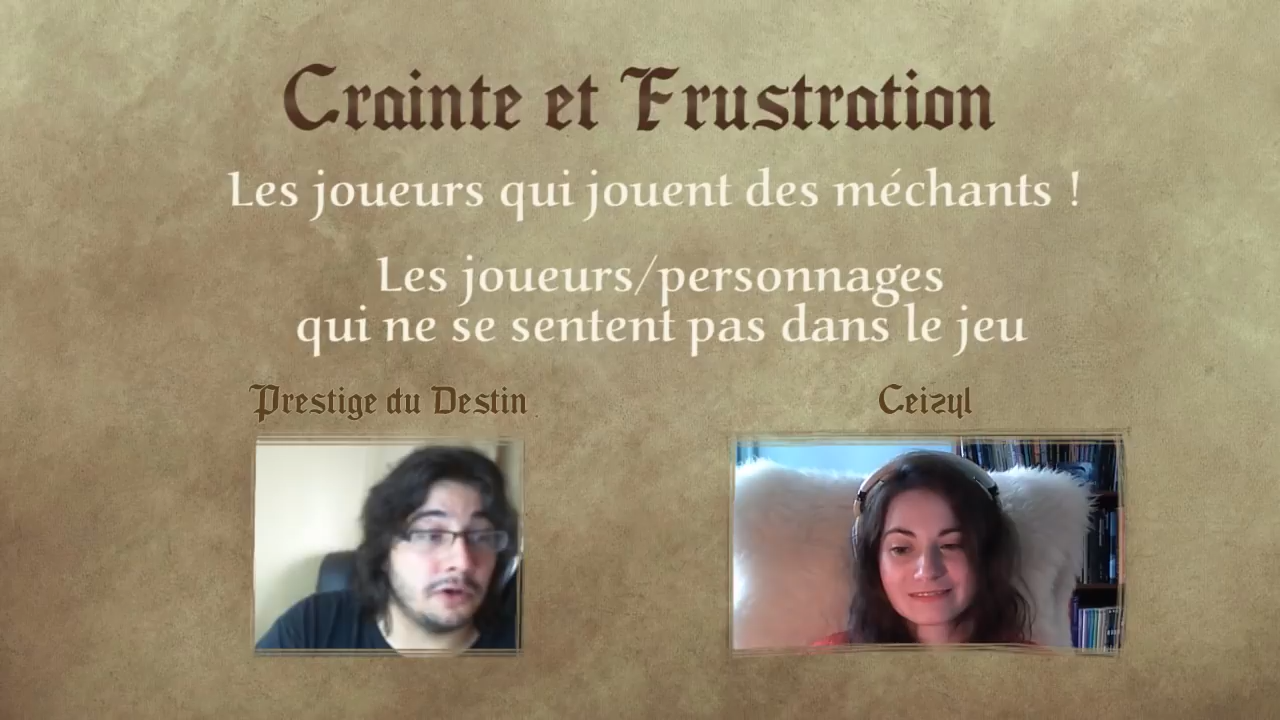 Crainte et Frustration
Les joueurs qui jouent des méchants !
Les joueurs/personnages
qui ne se sentent pas dans le jeu
Prestige du Destin
Ceizyl